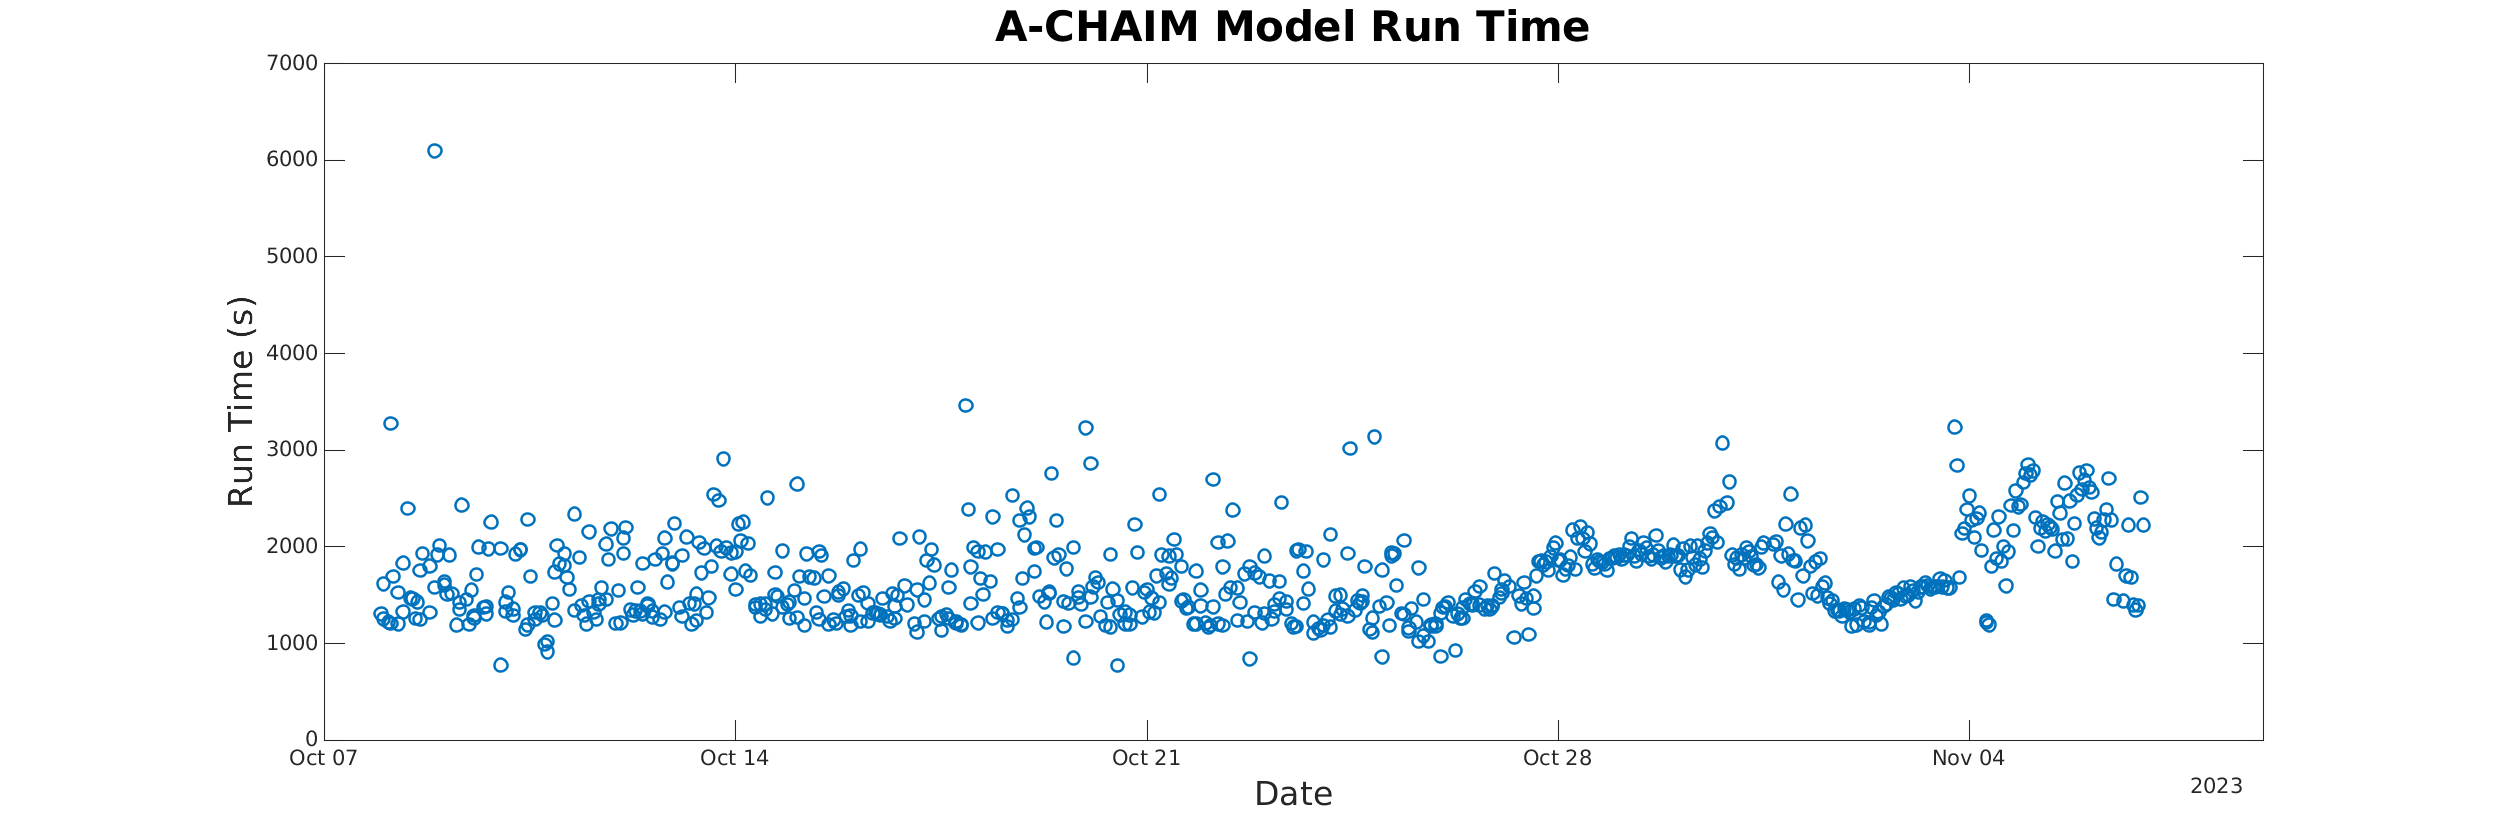 A-CHAIM Model Run Time
7000
6000
5000
4000
3000
2000
1000
0
Run Time (s)
Oct 07 Oct 14 Oct 21 Oct 28 Nov 04
2023
Date